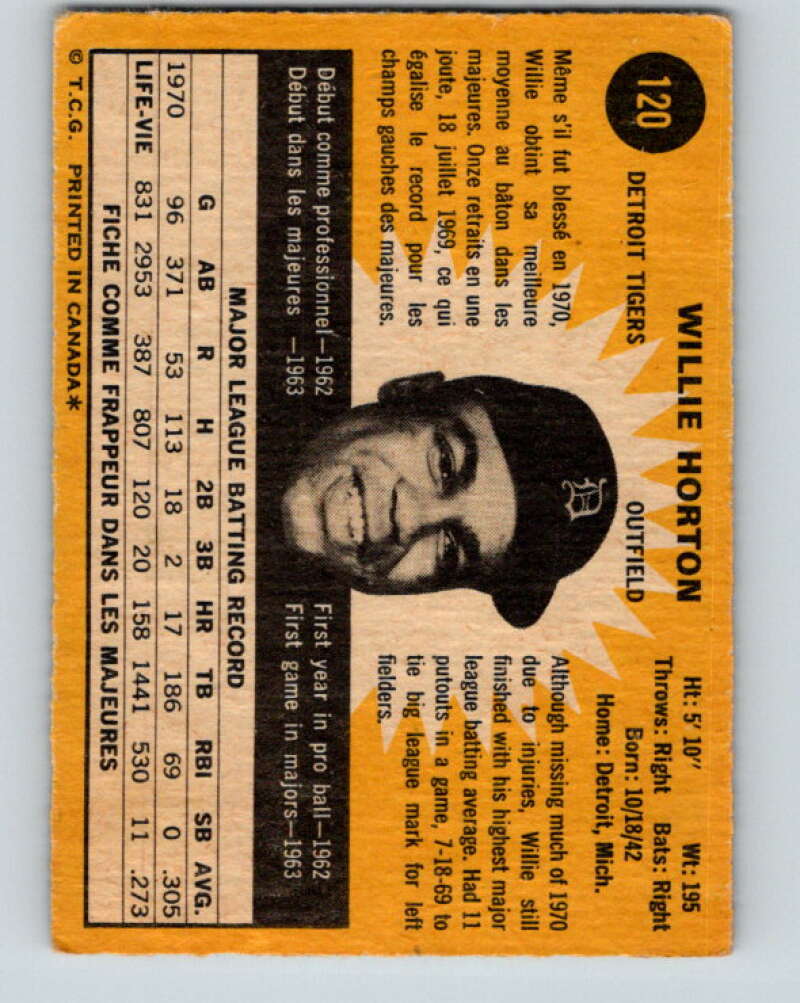 120
WILLIE HORTON
DETROIT TIGERS
OUTFIELD
Ht: 5' 10" Wt: 195
Throws: Right Bats: Right
Born: 10/18/42
Home: Detroit, Mich.
Même s'il fut blessé en 1970,
Willie obtint sa meilleure
moyenne au bâton dans les
majeures. Onze retraits en une
joute, 18 juillet 1969, ce qui
égalise le record pour les
champs gauches des majeures.
D
Although missing much of 1970
due to injuries, Willie still
finished with his highest major
league batting average. Had 11
putouts in a game, 7-18-69 to
tie big league mark for left
fielders.
Début comme professionnel—1962
Début dans les majeures —1963
First year in pro ball—1962
First game in majors—1963
MAJOR LEAGUE BATTING RECORD
G AB R H 2B 3B HR TB RBI SB AVG.
1970 96 371 53 113 18 2 17 186 69 0 .305
LIFE-VIE 831 2953 387 807 120 20 158 1441 530 11 .273
FICHE COMME FRAPPEUR DANS LES MAJEURES
© T.C.G. PRINTED IN CANADA*